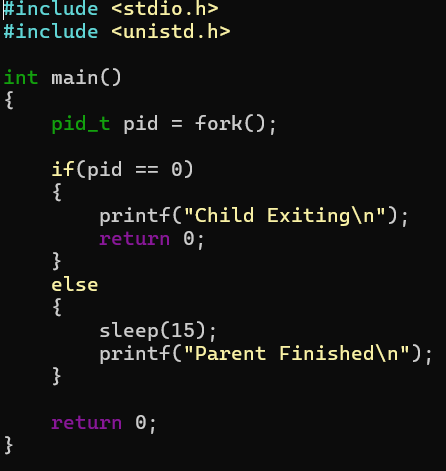 #include <stdio.h>
#include <unistd.h>

int main()
{
    pid_t pid = fork();

    if(pid == 0)
    {
        printf("Child Exiting\n");
        return 0;
    }
    else
    {
        sleep(15);
        printf("Parent Finished\n");
    }

    return 0;
}